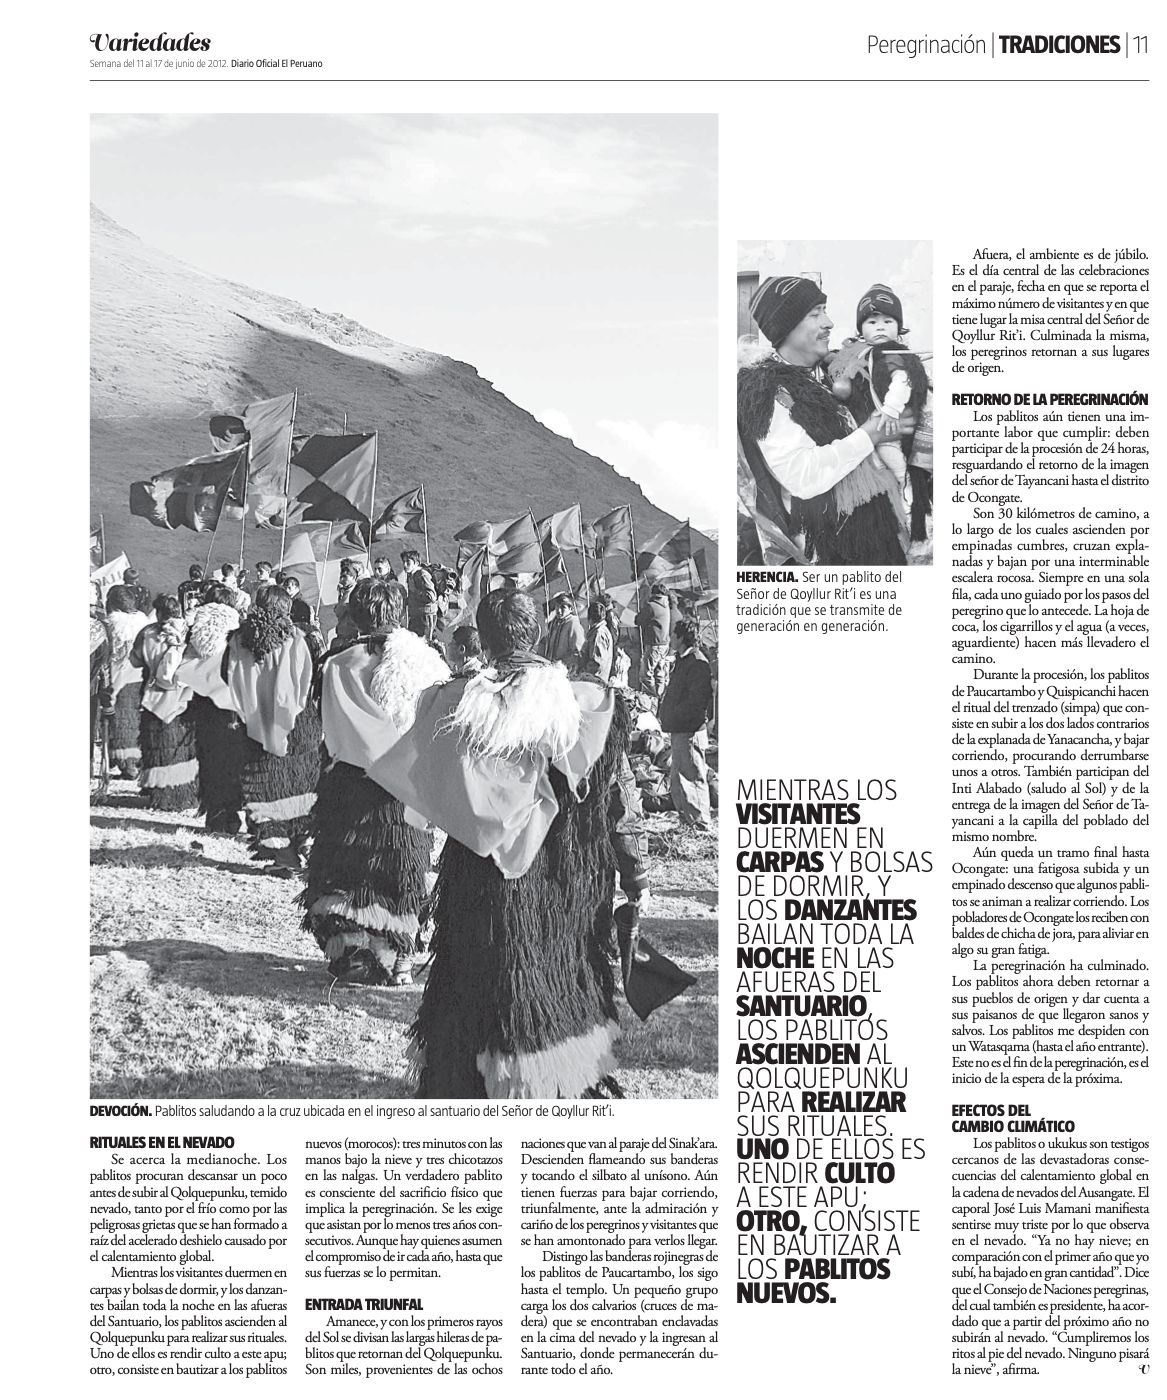 Variedades
Semana del 11 al 17 de junio de 2012. Diario Oficial El Peruano
Peregrinación | TRADICIONES | 11
DEVOCIÓN. Pablitos saludando a la cruz ubicada en el ingreso al santuario del Señor de Qoyllur Rit’i.
RITUALES EN EL NEVADO
Se acerca la medianoche. Los
pablitos procuran descansar un poco
antes de subir al Qolquepunku, temido
nevado, tanto por el frío como por las
peligrosas grietas que se han formado a
raíz del acelerado deshielo causado por
el calentamiento global.
Mientras los visitantes duermen en
carpas y bolsas de dormir, y los danzan-
tes bailan toda la noche en las afueras
del Santuario, los pablitos ascienden al
Qolquepunku para realizar sus rituales.
Uno de ellos es rendir culto a este apu;
otro, consiste en bautizar a los pablitos
nuevos (morocos): tres minutos con las
manos bajo la nieve y tres chicotazos
en las nalgas. Un verdadero pablito
es consciente del sacrificio físico que
implica la peregrinación. Se les exige
que asistan por lo menos tres años con-
secutivos. Aunque hay quienes asumen
el compromiso de ir cada año, hasta que
sus fuerzas se lo permitan.
ENTRADA TRIUNFAL
Amanece, y con los primeros rayos
del Sol se divisan las largas hileras de pa-
blitos que retornan del Qolquepunku.
Son miles, provenientes de las ochos
naciones que van al paraje del Sinak’ara.
Descienden flameando sus banderas
y tocando el silbato al unísono. Aún
tienen fuerzas para bajar corriendo,
triunfalmente, ante la admiración y
cariño de los peregrinos y visitantes que
se han amontonado para verlos llegar.
Distingo las banderas rojinegras de
los pablitos de Paucartambo, los sigo
hasta el templo. Un pequeño grupo
carga los dos calvarios (cruces de ma-
dera) que se encontraban enclavadas
en la cima del nevado y la ingresan al
Santuario, donde permanecerán du-
rante todo el año.
HERENCIA. Ser un pablito del
Señor de Qoyllur Rit’i es una
tradición que se transmite de
generación en generación.
MIENTRAS LOS
VISITANTES
DUERMEN EN
CARPAS Y BOLSAS
DE DORMIR, Y
LOS DANZANTES
BAILAN TODA LA
NOCHE EN LAS
AFUERAS DEL
SANTUARIO,
LOS PABLITOS
ASCIENDEN AL
QOLQUEPUNKU
PARA REALIZAR
SUS RITUALES.
UNO DE ELLOS ES
RENDIR CULTO
A ESTE APU;
OTRO, CONSISTE
EN BAUTIZAR A
LOS PABLITOS
NUEVOS.
Afuera, el ambiente es de júbilo.
Es el día central de las celebraciones
en el paraje, fecha en que se reporta el
máximo número de visitantes y en que
tiene lugar la misa central del Señor de
Qoyllur Rit’i. Culminada la misma,
los peregrinos retornan a sus lugares
de origen.
RETORNO DE LA PEREGRINACIÓN
Los pablitos aún tienen una im-
portante labor que cumplir: deben
participar de la procesión de 24 horas,
resguardando el retorno de la imagen
del señor de Tayancani hasta el distrito
de Ocongate.
Son 30 kilómetros de camino, a
lo largo de los cuales ascienden por
empinadas cumbres, cruzan expla-
nadas y bajan por una interminable
escalera rocosa. Siempre en una sola
fila, cada uno guiado por los pasos del
peregrino que lo antecede. La hoja de
coca, los cigarrillos y el agua (a veces,
aguardiente) hacen más llevadero el
camino.
Durante la procesión, los pablitos
de Paucartambo y Quispicanchi hacen
el ritual del trenzado (simpa) que con-
siste en subir a los dos lados contrarios
de la explanada de Yanacancha, y bajar
corriendo, procurando derrumbarse
unos a otros. También participan del
Inti Alabado (saludo al Sol) y de la
entrega de la imagen del Señor de Ta-
yancani a la capilla del poblado del
mismo nombre.
Aún queda un tramo final hasta
Ocongate: una fatigosa subida y un
empinado descenso que algunos pabli-
tos se animan a realizar corriendo. Los
pobladores de Ocongate los reciben con
baldes de chicha de jora, para aliviar en
algo su gran fatiga.
La peregrinación ha culminado.
Los pablitos ahora deben retornar a
sus pueblos de origen y dar cuenta a
sus paisanos de que llegaron sanos y
salvos. Los pablitos me despiden con
un Watasqama (hasta el año entrante).
Este no es el fin de la peregrinación, es el
inicio de la espera de la próxima.
EFECTOS DEL
CAMBIO CLIMÁTICO
Los pablitos o ukukus son testigos
cercanos de las devastadoras conse-
cuencias del calentamiento global en
la cadena de nevados del Ausangate. El
caporal José Luis Mamani manifiesta
sentirse muy triste por lo que observa
en el nevado. “Ya no hay nieve; en
comparación con el primer año que yo
subí, ha bajado en gran cantidad”. Dice
que el Consejo de Naciones peregrinas,
del cual también es presidente, ha acor-
dado que a partir del próximo año no
subirán al nevado. “Cumpliremos los
ritos al pie del nevado. Ninguno pisará
la nieve”, afirma. V